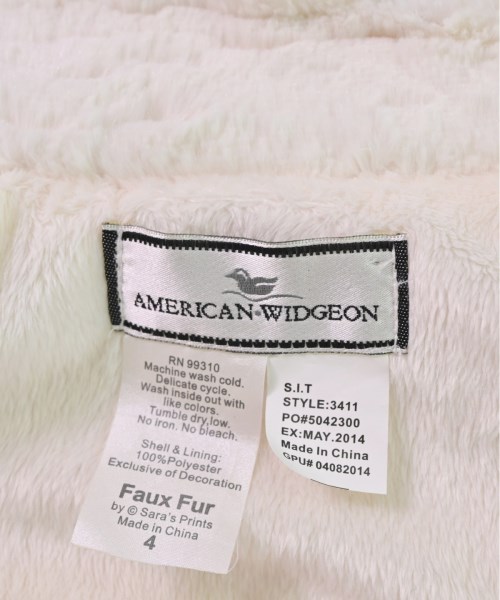 AMERICAN·WIDGEON
RN 99310
Machine wash cold.
Delicate cycle.
Wash inside out with
like colors.
Tumble dry,low.
No iron. No bleach.
Shell & Lining:
100%Polyester
Exclusive of Decoration
Faux Fur
by © Sara's Prints
Made in China
4
S.I.T
STYLE:3411
PO#5042300
EX:MAY.2014
Made In China
GPU# 04082014